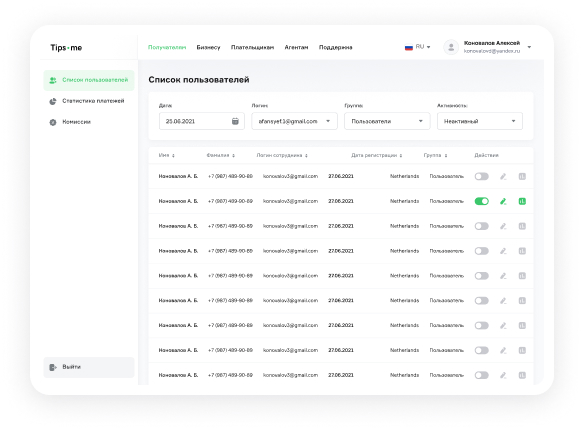 Tips-me
Получателям Бизнесу Плательщикам Агентам Поддержка
RU
Коновалов Алексей
konovalov3@yandex.ru
Список пользователей
Статистика платежей
Комиссии
Выйти
Список пользователей
Дата: Логин: Группа: Активность:
25.06.2021 afansyef3@gmail.com Пользователи Неактивный
Имя Фамилия Логин сотрудника Дата регистрации Группа Действие
Коновалов А. Б. +7 (987) 489-90-89 konovalov3@gmail.com 27.06.2021 Netherlands Пользователь
Коновалов А. Б. +7 (987) 489-90-89 konovalov3@gmail.com 27.06.2021 Netherlands Пользователь
Коновалов А. Б. +7 (987) 489-90-89 konovalov3@gmail.com 27.06.2021 Netherlands Пользователь
Коновалов А. Б. +7 (987) 489-90-89 konovalov3@gmail.com 27.06.2021 Netherlands Пользователь
Коновалов А. Б. +7 (987) 489-90-89 konovalov3@gmail.com 27.06.2021 Netherlands Пользователь
Коновалов А. Б. +7 (987) 489-90-89 konovalov3@gmail.com 27.06.2021 Netherlands Пользователь
Коновалов А. Б. +7 (987) 489-90-89 konovalov3@gmail.com 27.06.2021 Netherlands Пользователь
Коновалов А. Б. +7 (987) 489-90-89 konovalov3@gmail.com 27.06.2021 Netherlands Пользователь
Коновалов А. Б. +7 (987) 489-90-89 konovalov3@gmail.com 27.06.2021 Netherlands Пользователь